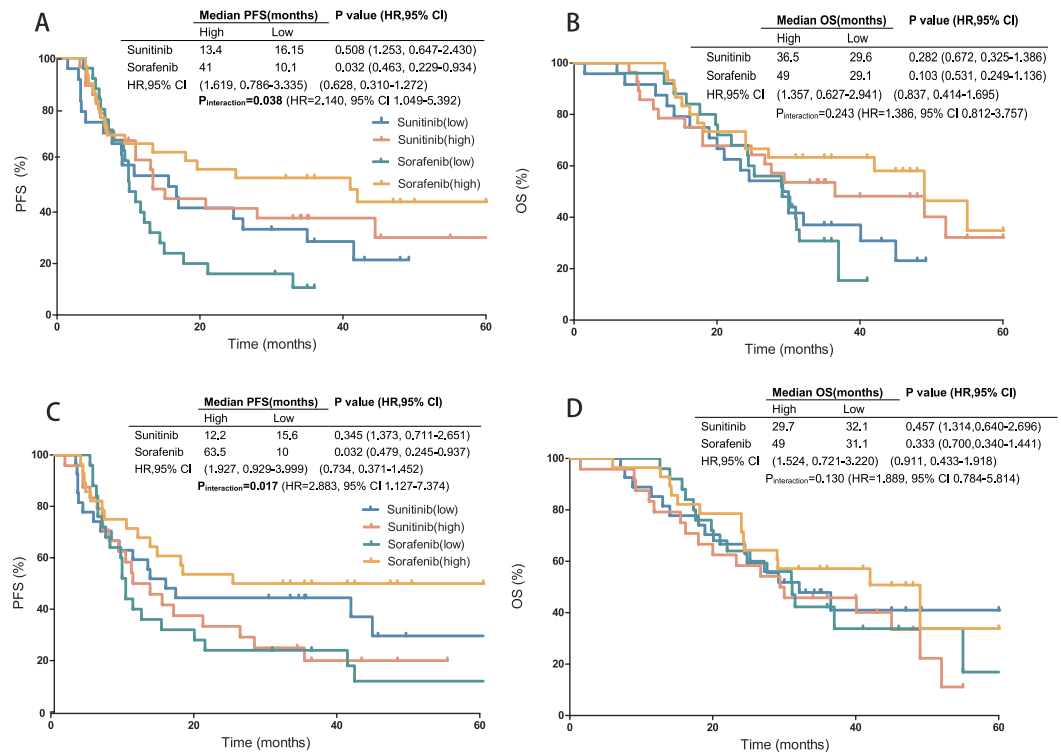 A
Median PFS(months) P value (HR,95% CI)
High Low
Sunitinib 13.4 16.15 0.508 (1.253, 0.647-2.430)
Sorafenib 41 10.1 0.032 (0.463, 0.229-0.934)
HR,95% CI (1.619, 0.786-3.335) (0.628, 0.310-1.272)
Pinteraction=0.038 (HR=2.140, 95% CI 1.049-5.392)
Sunitinib(low)
Sunitinib(high)
Sorafenib(low)
Sorafenib(high)
PFS (%)
100
80
60
40
20
0 20 40 60
Time (months)
B
Median OS(months) P value (HR,95% CI)
High Low
Sunitinib 36.5 29.6 0.282 (0.672, 0.325-1.386)
Sorafenib 49 29.1 0.103 (0.531, 0.249-1.136)
HR,95% CI (1.357, 0.627-2.941) (0.837, 0.414-1.695)
Pinteraction=0.243 (HR=1.386, 95% CI 0.812-3.757)
OS (%)
100
80
60
40
20
0
0 20 40 60
Time (months)
C
Median PFS(months) P value (HR,95% CI)
High Low
Sunitinib 12.2 15.6 0.345 (1.373, 0.711-2.651)
Sorafenib 63.5 10 0.032 (0.479, 0.245-0.937)
HR,95% CI (1.927, 0.929-3.999) (0.734, 0.371-1.452)
Pinteraction=0.017 (HR=2.883, 95% CI 1.127-7.374)
Sunitinib(low)
Sunitinib(high)
Sorafenib(low)
Sorafenib(high)
PFS (%)
100
80
60
40
20
0
0 20 40 60
Time (months)
D
Median OS(months) P value (HR,95% CI)
High Low
Sunitinib 29.7 32.1 0.457 (1.314,0.640-2.696)
Sorafenib 49 31.1 0.333 (0.700,0.340-1.441)
HR,95% CI (1.524, 0.721-3.220) (0.911, 0.433-1.918)
Pinteraction=0.130 (HR=1.889, 95% CI 0.784-5.814)
OS (%)
100
80
60
40
20
0
0 20 40 60
Time (months)